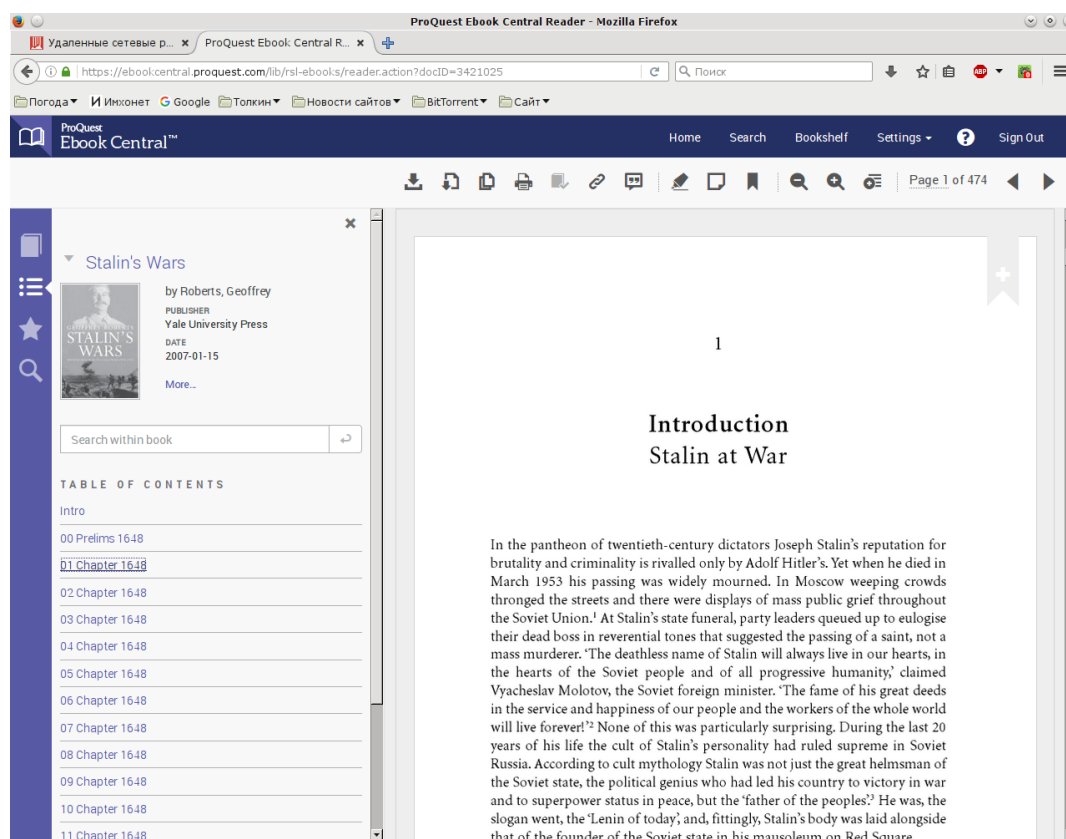 ProQuest Ebook Central Reader - Mozilla Firefox
Удаленные сетевые р... × ProQuest Ebook Central R... ×
https://ebookcentral.proquest.com/lib/rsl-ebooks/reader.action?docID=3421025
Поиск
ABP
Погода И Имхонет G Google Толкин Новости сайтов BitTorrent Сайт
ProQuest
Ebook Central™
Home Search Bookshelf Settings ? Sign Out
Page 1 of 474
Stalin's Wars
by Roberts, Geoffrey
PUBLISHER
Yale University Press
DATE
2007-01-15
More...
GEOFFREY ROBERTS
STALIN'S
WARS
Search within book
TABLE OF CONTENTS
Intro
00 Prelims 1648
01 Chapter 1648
02 Chapter 1648
03 Chapter 1648
04 Chapter 1648
05 Chapter 1648
06 Chapter 1648
07 Chapter 1648
08 Chapter 1648
09 Chapter 1648
10 Chapter 1648
11 Chapter 1648
1
Introduction
Stalin at War
In the pantheon of twentieth-century dictators Joseph Stalin's reputation for
brutality and criminality is rivalled only by Adolf Hitler's. Yet when he died in
March 1953 his passing was widely mourned. In Moscow weeping crowds
thronged the streets and there were displays of mass public grief throughout
the Soviet Union.¹ At Stalin's state funeral, party leaders queued up to eulogise
their dead boss in reverential tones that suggested the passing of a saint, not a
mass murderer. 'The deathless name of Stalin will always live in our hearts, in
the hearts of the Soviet people and of all progressive humanity,' claimed
Vyacheslav Molotov, the Soviet foreign minister. 'The fame of his great deeds
in the service and happiness of our people and the workers of the whole world
will live forever!'² None of this was particularly surprising. During the last 20
years of his life the cult of Stalin's personality had ruled supreme in Soviet
Russia. According to cult mythology Stalin was not just the great helmsman of
the Soviet state, the political genius who had led his country to victory in war
and to superpower status in peace, but the 'father of the peoples'.³ He was, the
slogan went, the 'Lenin of today', and, fittingly, Stalin's body was laid alongside
that of the founder of the Soviet state in his mausoleum on Red Square.